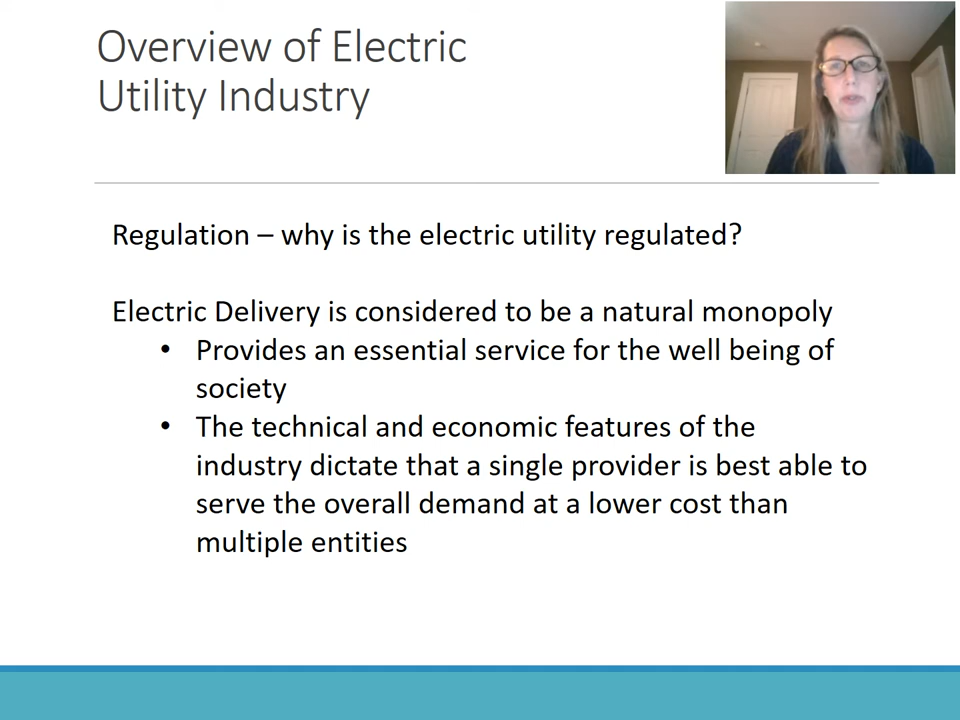 Overview of Electric
Utility Industry
Regulation – why is the electric utility regulated?
Electric Delivery is considered to be a natural monopoly
• Provides an essential service for the well being of
society
• The technical and economic features of the
industry dictate that a single provider is best able to
serve the overall demand at a lower cost than
multiple entities